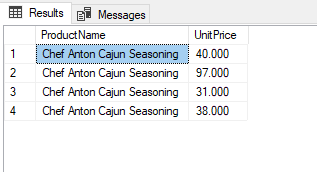 Results Messages
ProductName UnitPrice
1 Chef Anton Cajun Seasoning 40.000
2 Chef Anton Cajun Seasoning 97.000
3 Chef Anton Cajun Seasoning 31.000
4 Chef Anton Cajun Seasoning 38.000